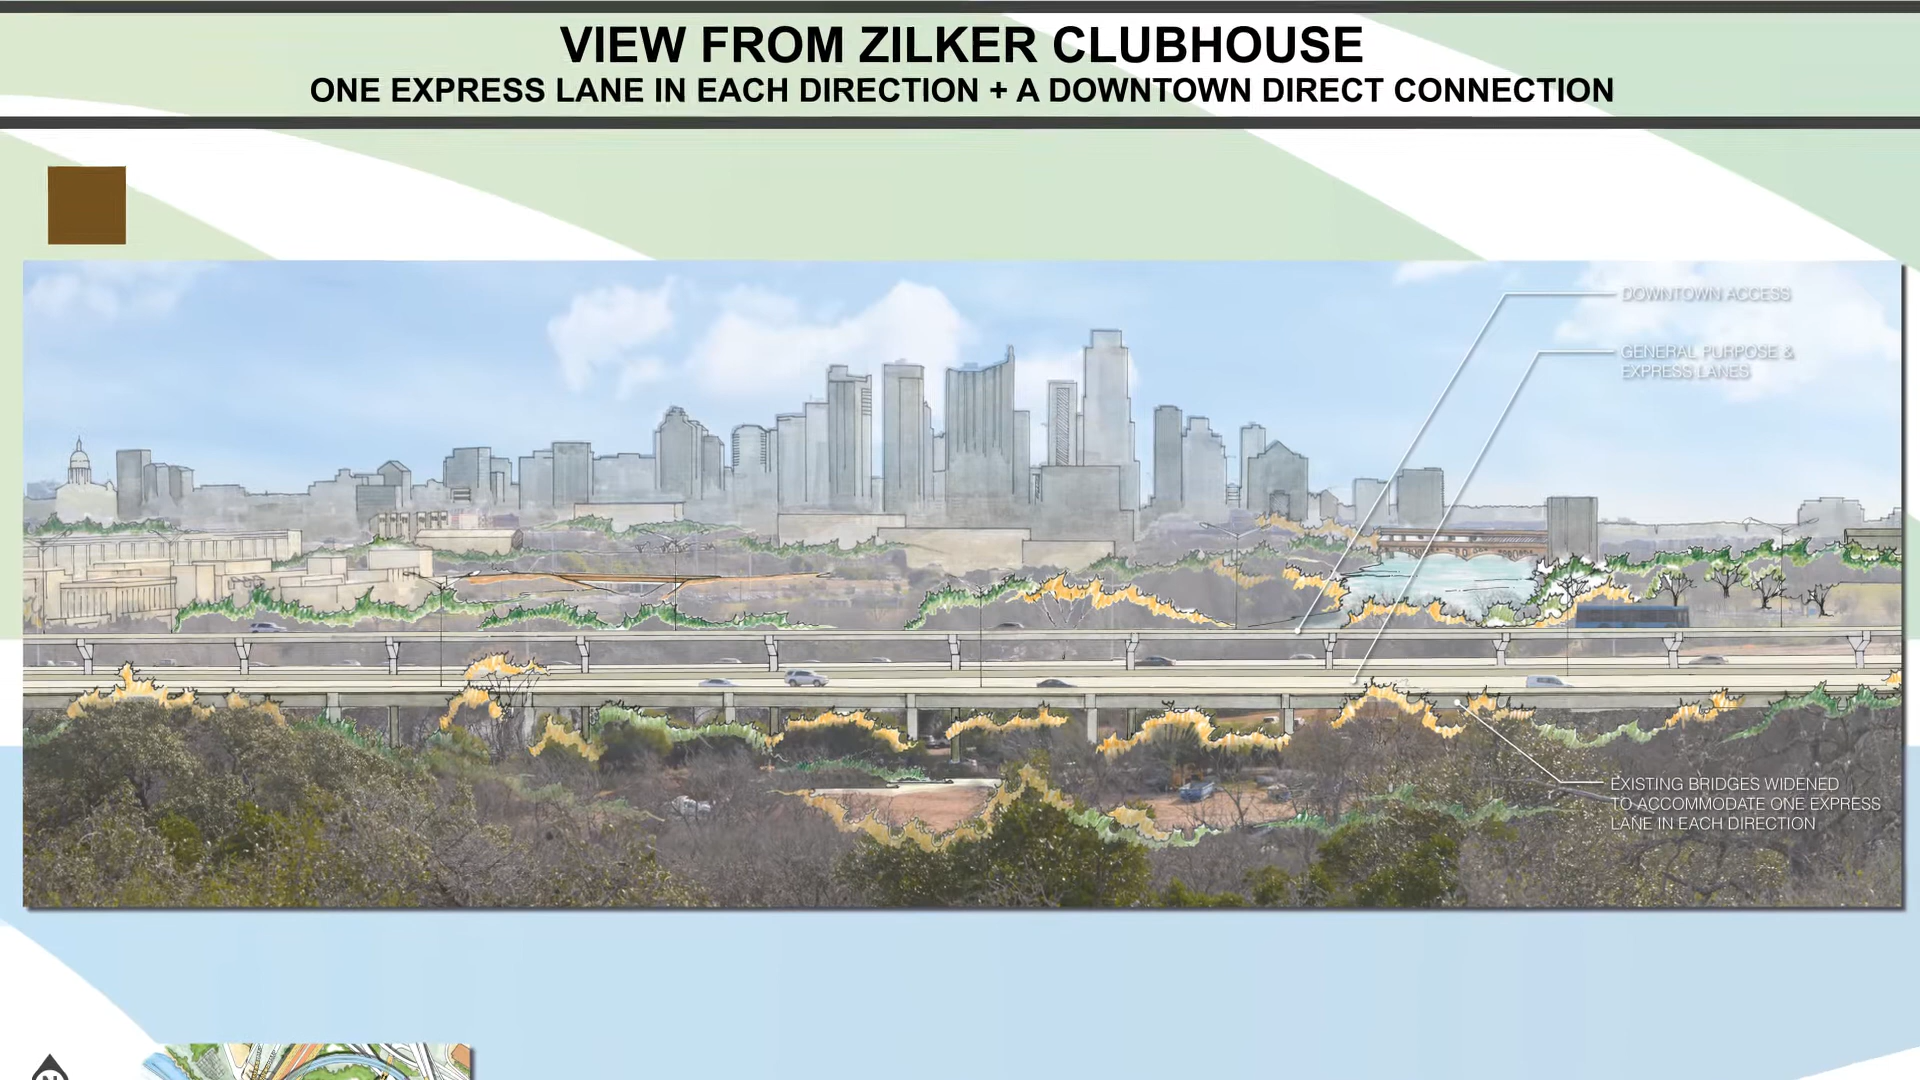 VIEW FROM ZILKER CLUBHOUSE
ONE EXPRESS LANE IN EACH DIRECTION + A DOWNTOWN DIRECT CONNECTION
DOWNTOWN ACCESS
GENERAL PURPOSE &
EXPRESS LANES
EXISTING BRIDGES WIDENED
TO ACCOMMODATE ONE EXPRESS
LANE IN EACH DIRECTION
N